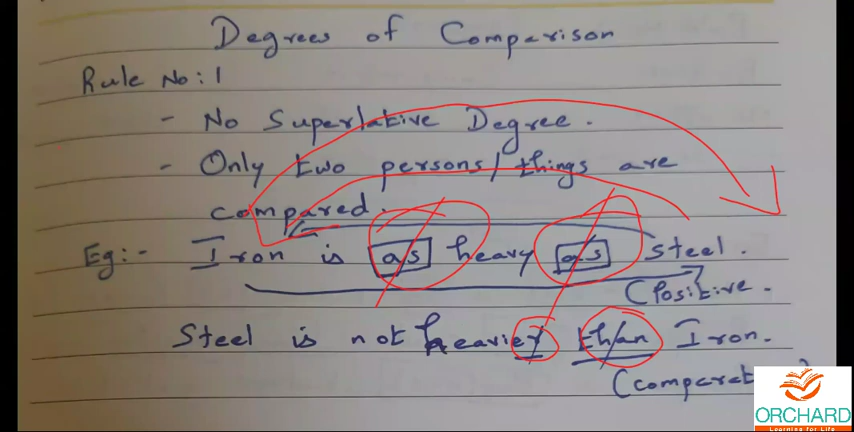 Degrees of Comparison
Rule No: 1
- No Superlative Degree.
- Only two persons/things are
compared.
Eg:- Iron is as heavy as steel.
(Positive.
Steel is not heavier than Iron.
ORCHARD
Learning for Life